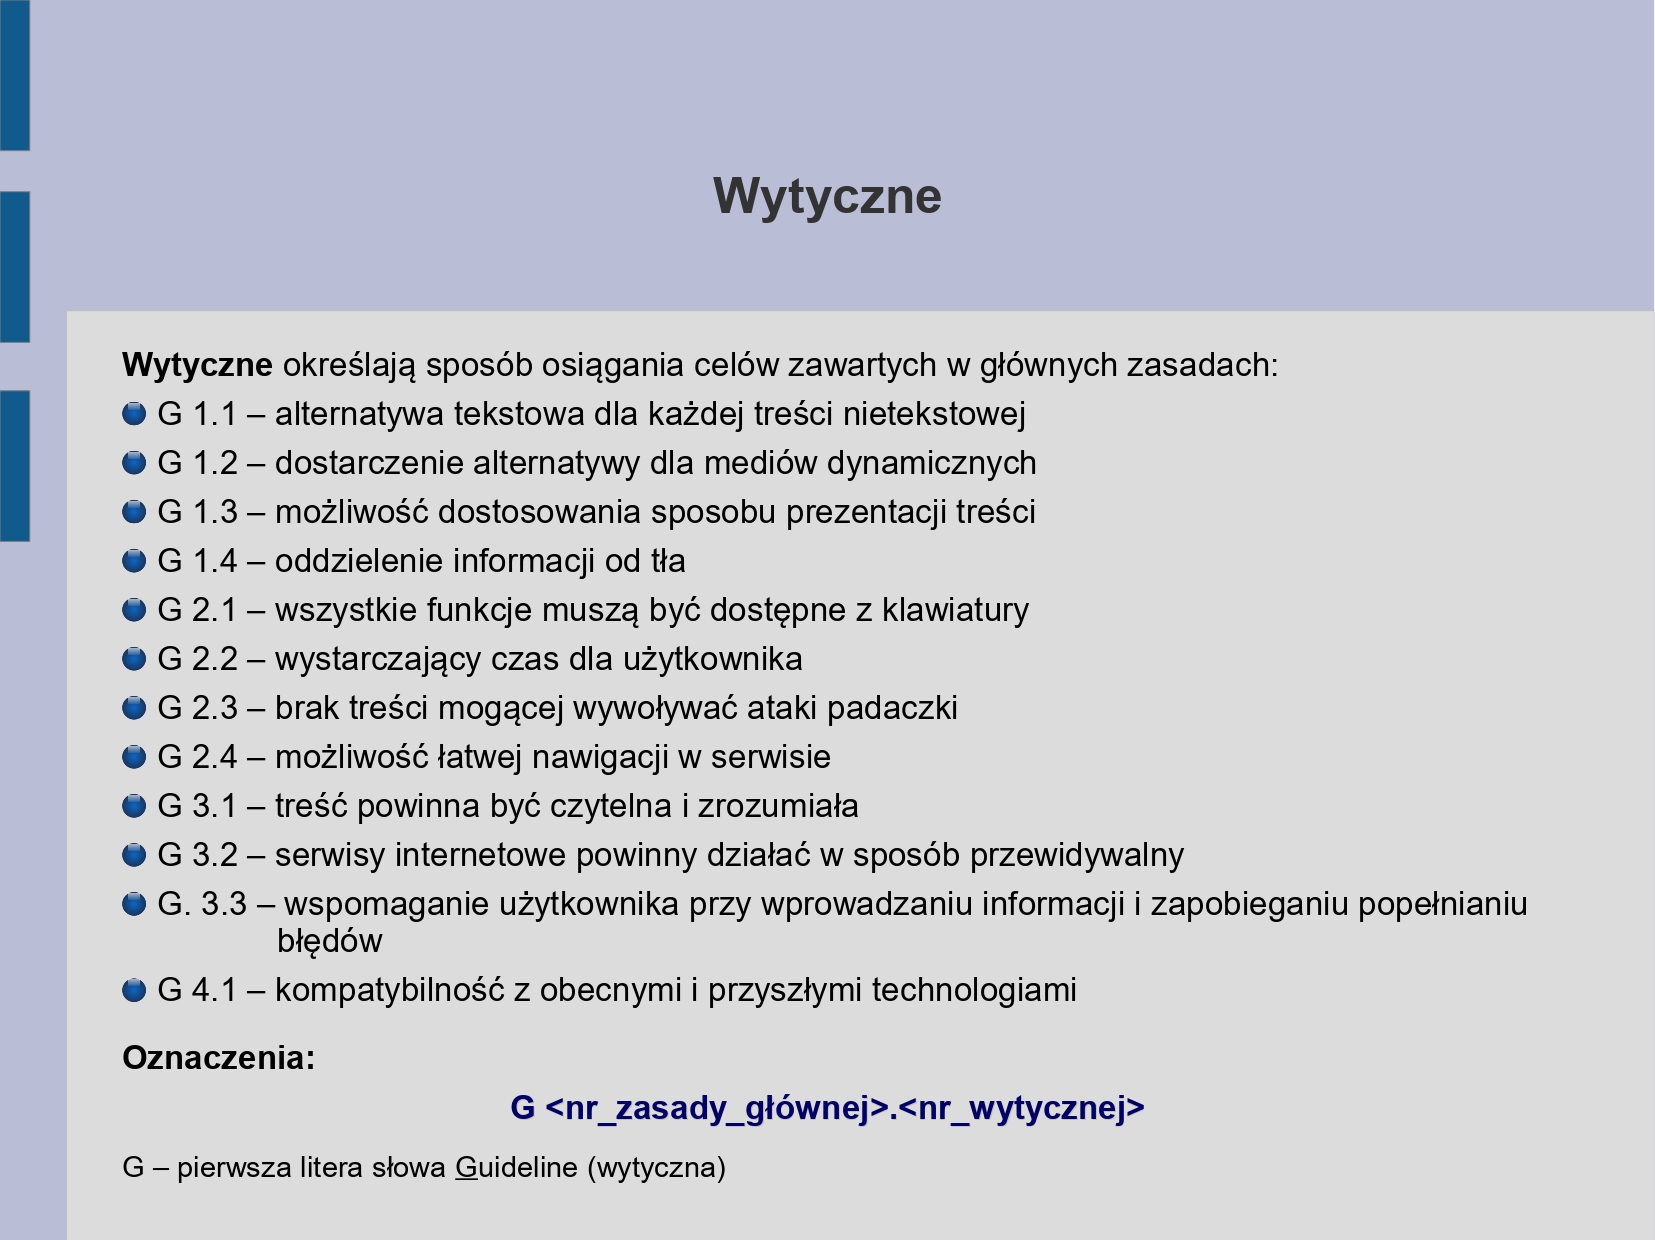 Wytyczne
Wytyczne określają sposób osiągania celów zawartych w głównych zasadach:
G 1.1 – alternatywa tekstowa dla każdej treści nietekstowej
G 1.2 – dostarczenie alternatywy dla mediów dynamicznych
G 1.3 – możliwość dostosowania sposobu prezentacji treści
G 1.4 – oddzielenie informacji od tła
G 2.1 – wszystkie funkcje muszą być dostępne z klawiatury
G 2.2 – wystarczający czas dla użytkownika
G 2.3 – brak treści mogącej wywoływać ataki padaczki
G 2.4 – możliwość łatwej nawigacji w serwisie
G 3.1 – treść powinna być czytelna i zrozumiała
G 3.2 – serwisy internetowe powinny działać w sposób przewidywalny
G. 3.3 – wspomaganie użytkownika przy wprowadzaniu informacji i zapobieganiu popełnianiu
błędów
G 4.1 – kompatybilność z obecnymi i przyszłymi technologiami
Oznaczenia:
G <nr_zasady_głównej>.<nr_wytycznej>
G – pierwsza litera słowa Guideline (wytyczna)